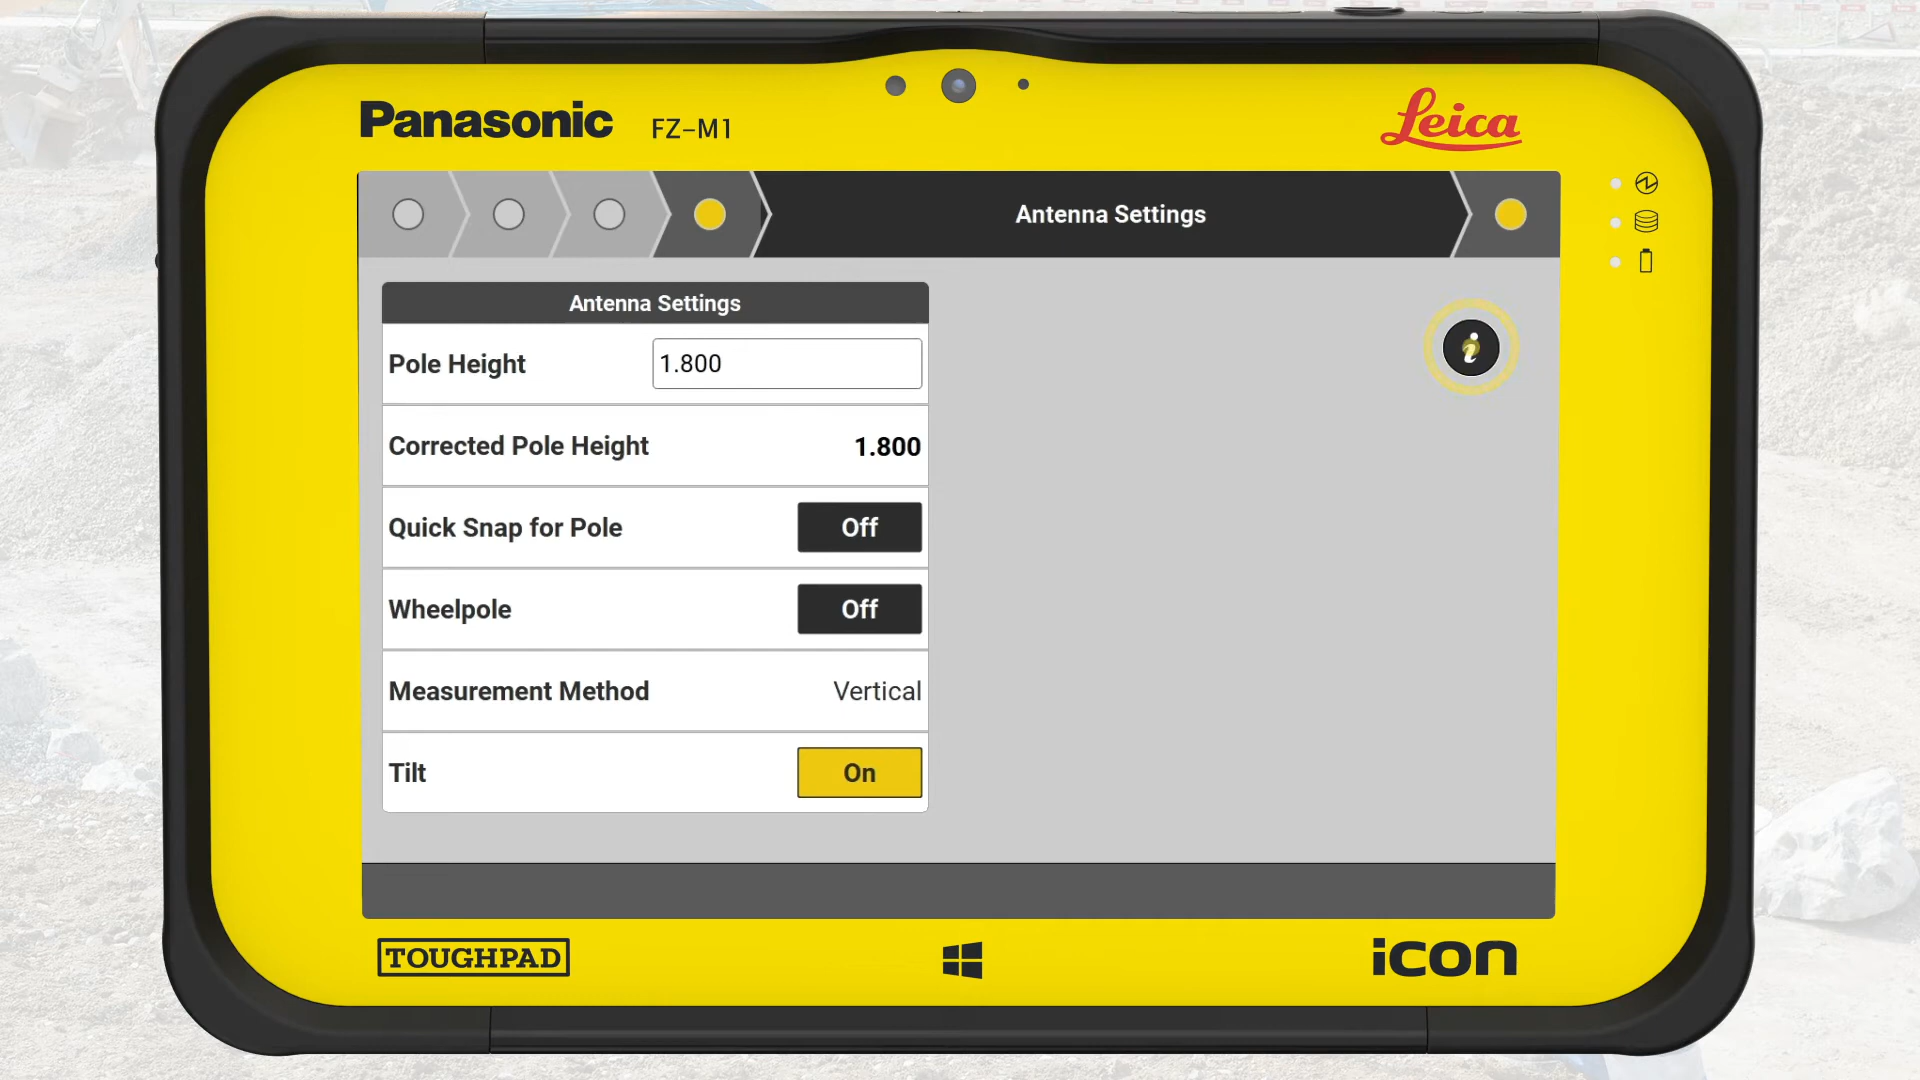 Panasonic FZ-M1 Leica
Antenna Settings
Antenna Settings
Pole Height 1.800
Corrected Pole Height 1.800
Quick Snap for Pole Off
Wheelpole Off
Measurement Method Vertical
Tilt On
TOUGHPAD icon